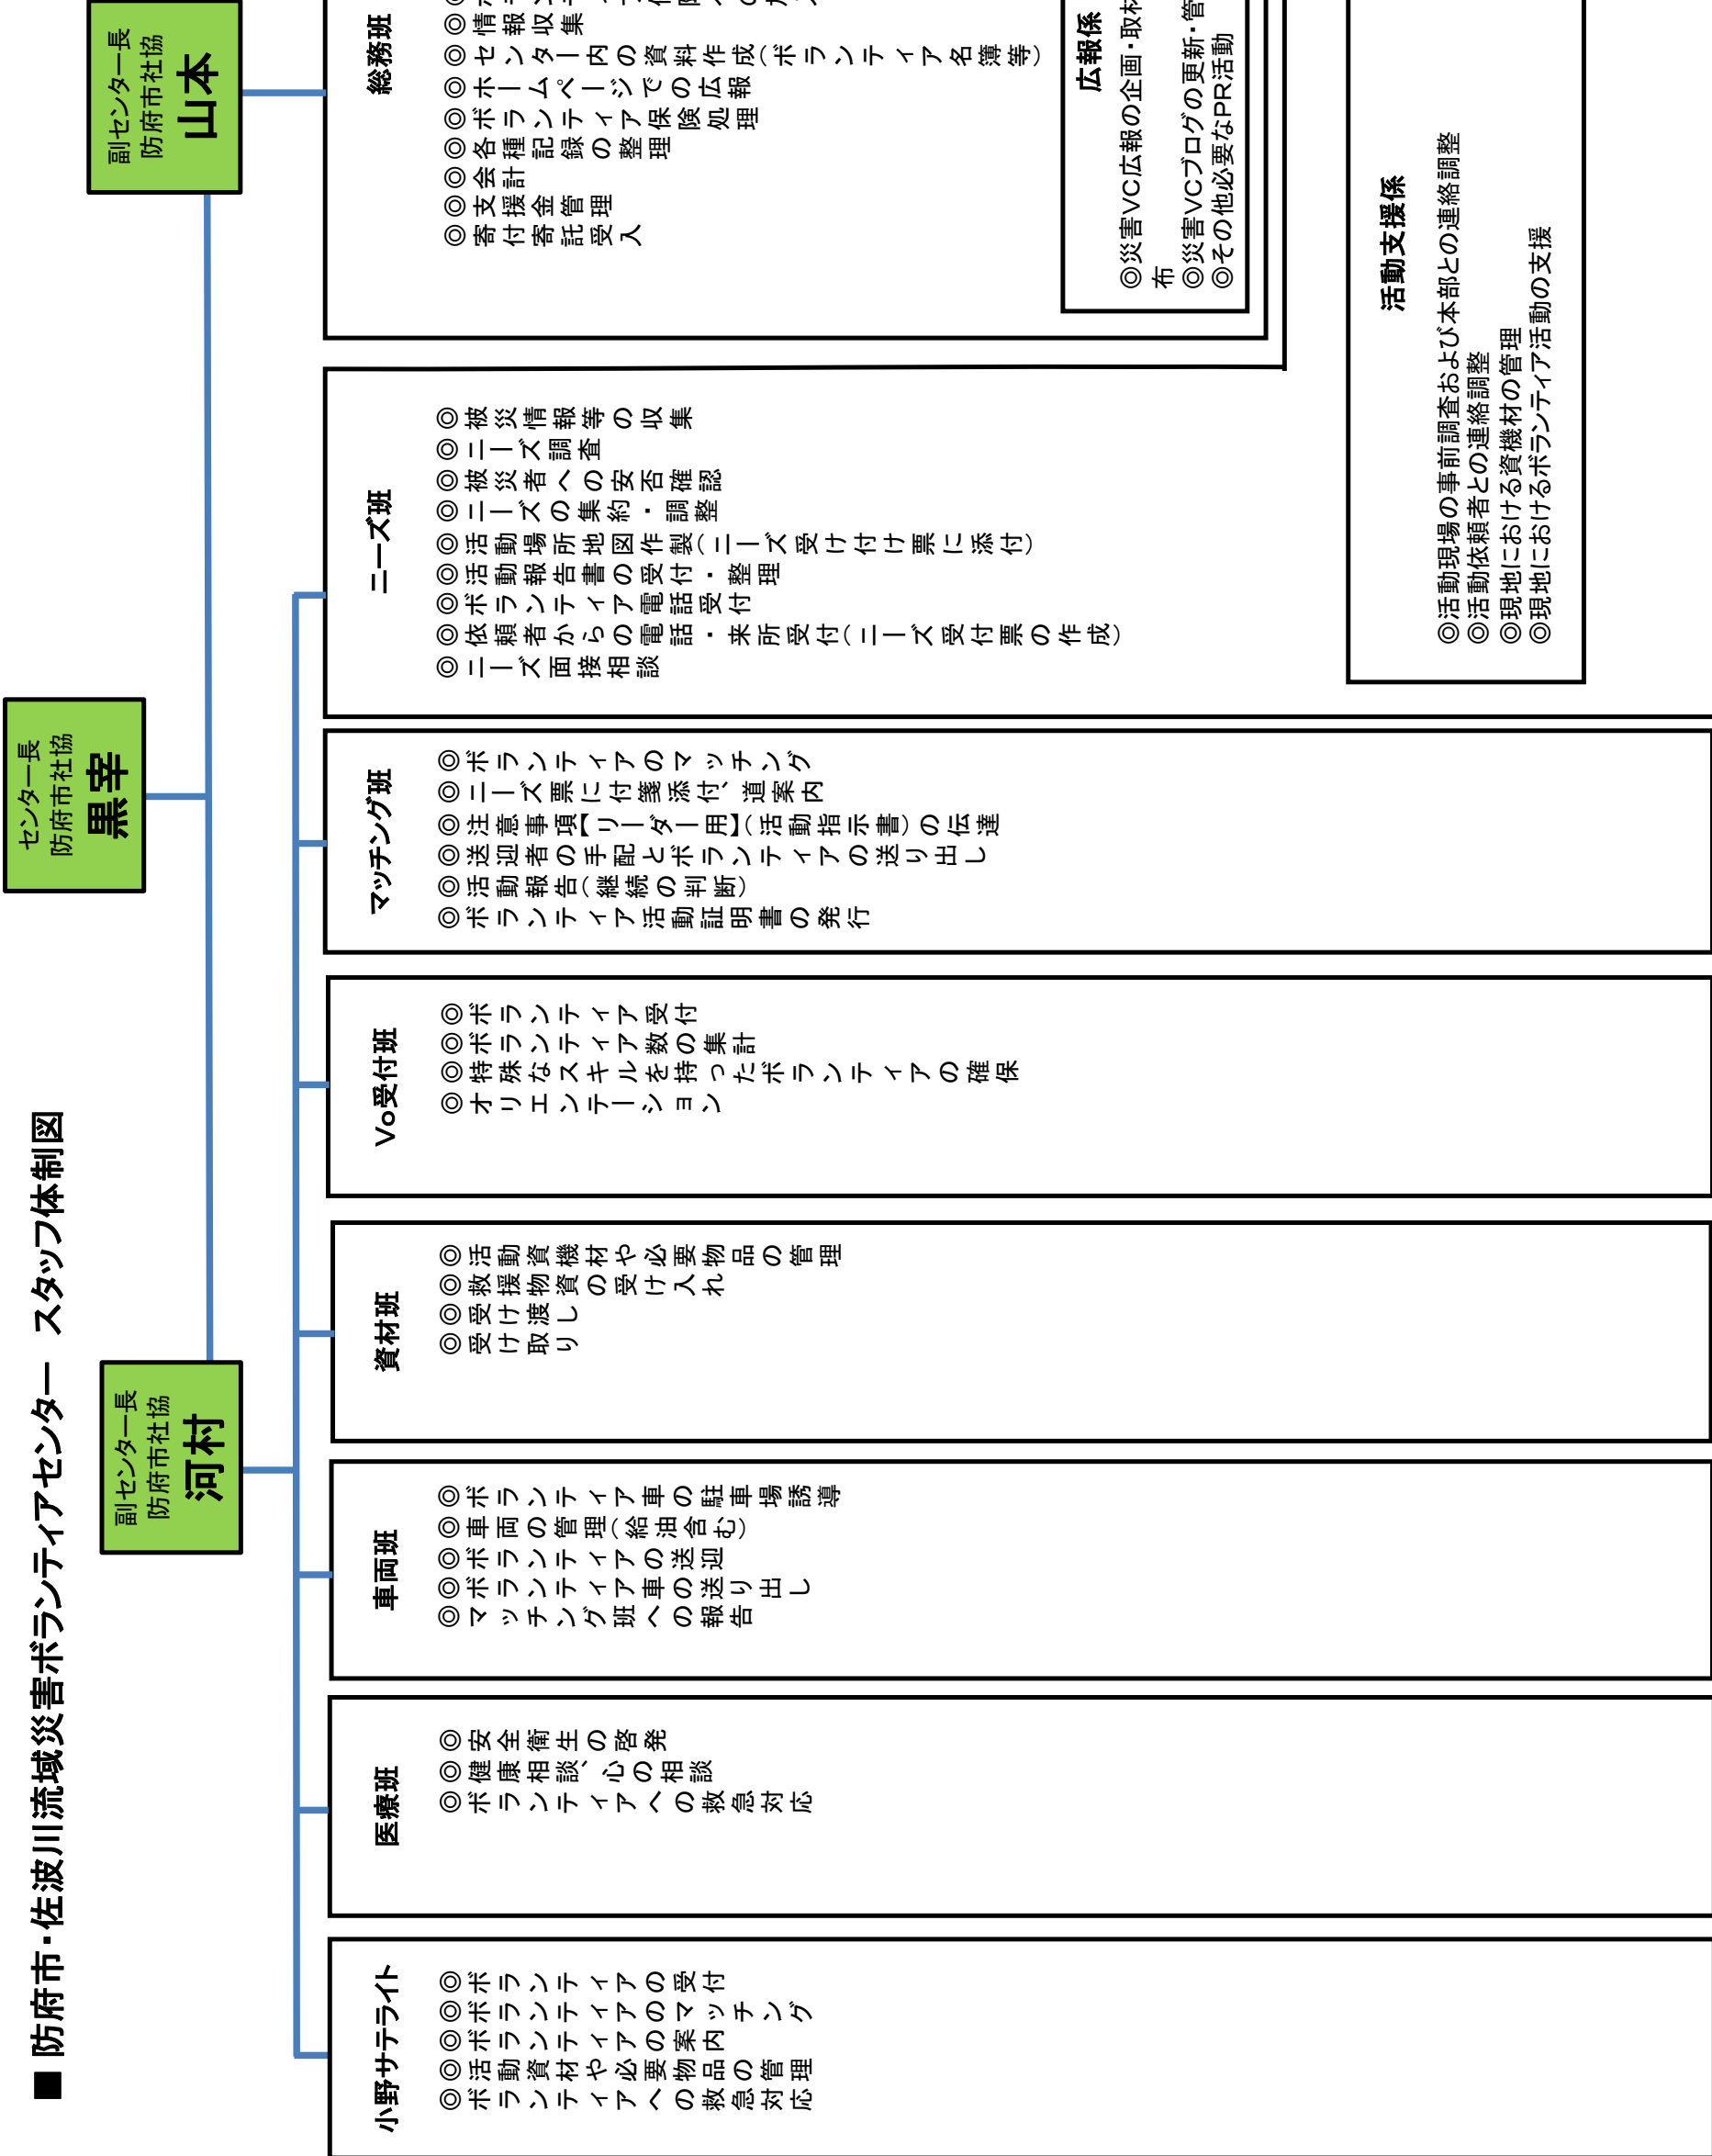 ■ 防府市・佐波川流域災害ボランティアセンター　スタッフ体制図
センター長
防府市社協
黒宰
副センター長
防府市社協
河村
副センター長
防府市社協
山本
小野サテライト
◎ボランティアの受付
◎ボランティアのマッチング
◎ボランティアの案内
◎活動資材や必要物品の管理
◎ボランティアへの救急対応
医療班
◎安全衛生の啓発
◎健康相談、心の相談
◎ボランティアへの救急対応
車両班
◎ボランティア車の駐車場誘導
◎車両の管理(給油含む)
◎ボランティアの送迎
◎ボランティア車の送り出し
◎マッチング班への報告
資材班
◎活動資機材や必要物品の管理
◎救援物資の受け入れ
◎受け渡し
◎受け取り
Vo受付班
◎ボランティア受付
◎ボランティア数の集計
◎特殊なスキルを持ったボランティアの確保
◎オリエンテーション
マッチング班
◎ボランティアのマッチング
◎ニーズ票に付箋添付、道案内
◎注意事項【リーダー用】(活動指示書)の伝達
◎送迎者の手配とボランティアの送り出し
◎活動報告(継続の判断)
◎ボランティア活動証明書の発行
ニーズ班
◎被災情報等の収集
◎ニーズ調査
◎被災者への安否確認
◎ニーズの集約・調整
◎活動場所地図作製(ニーズ受け付け票に添付)
◎活動報告書の受付・整理
◎ボランティア電話受付
◎依頼者からの電話・来所受付(ニーズ受付票の作成)
◎ニーズ面接相談
総務班
◎情報収集
◎センター内の資料作成(ボランティア名簿等)
◎ホームページでの広報
◎ボランティア保険処理
◎各種記録の整理
◎会計
◎支援金管理
◎寄付寄託受入
広報係
◎災害VC広報の企画・取材
布
◎災害VCブログの更新・管
◎その他必要なPR活動
活動支援係
◎活動現場の事前調査および本部との連絡調整
◎活動依頼者との連絡調整
◎現地における資機材の管理
◎現地におけるボランティア活動の支援